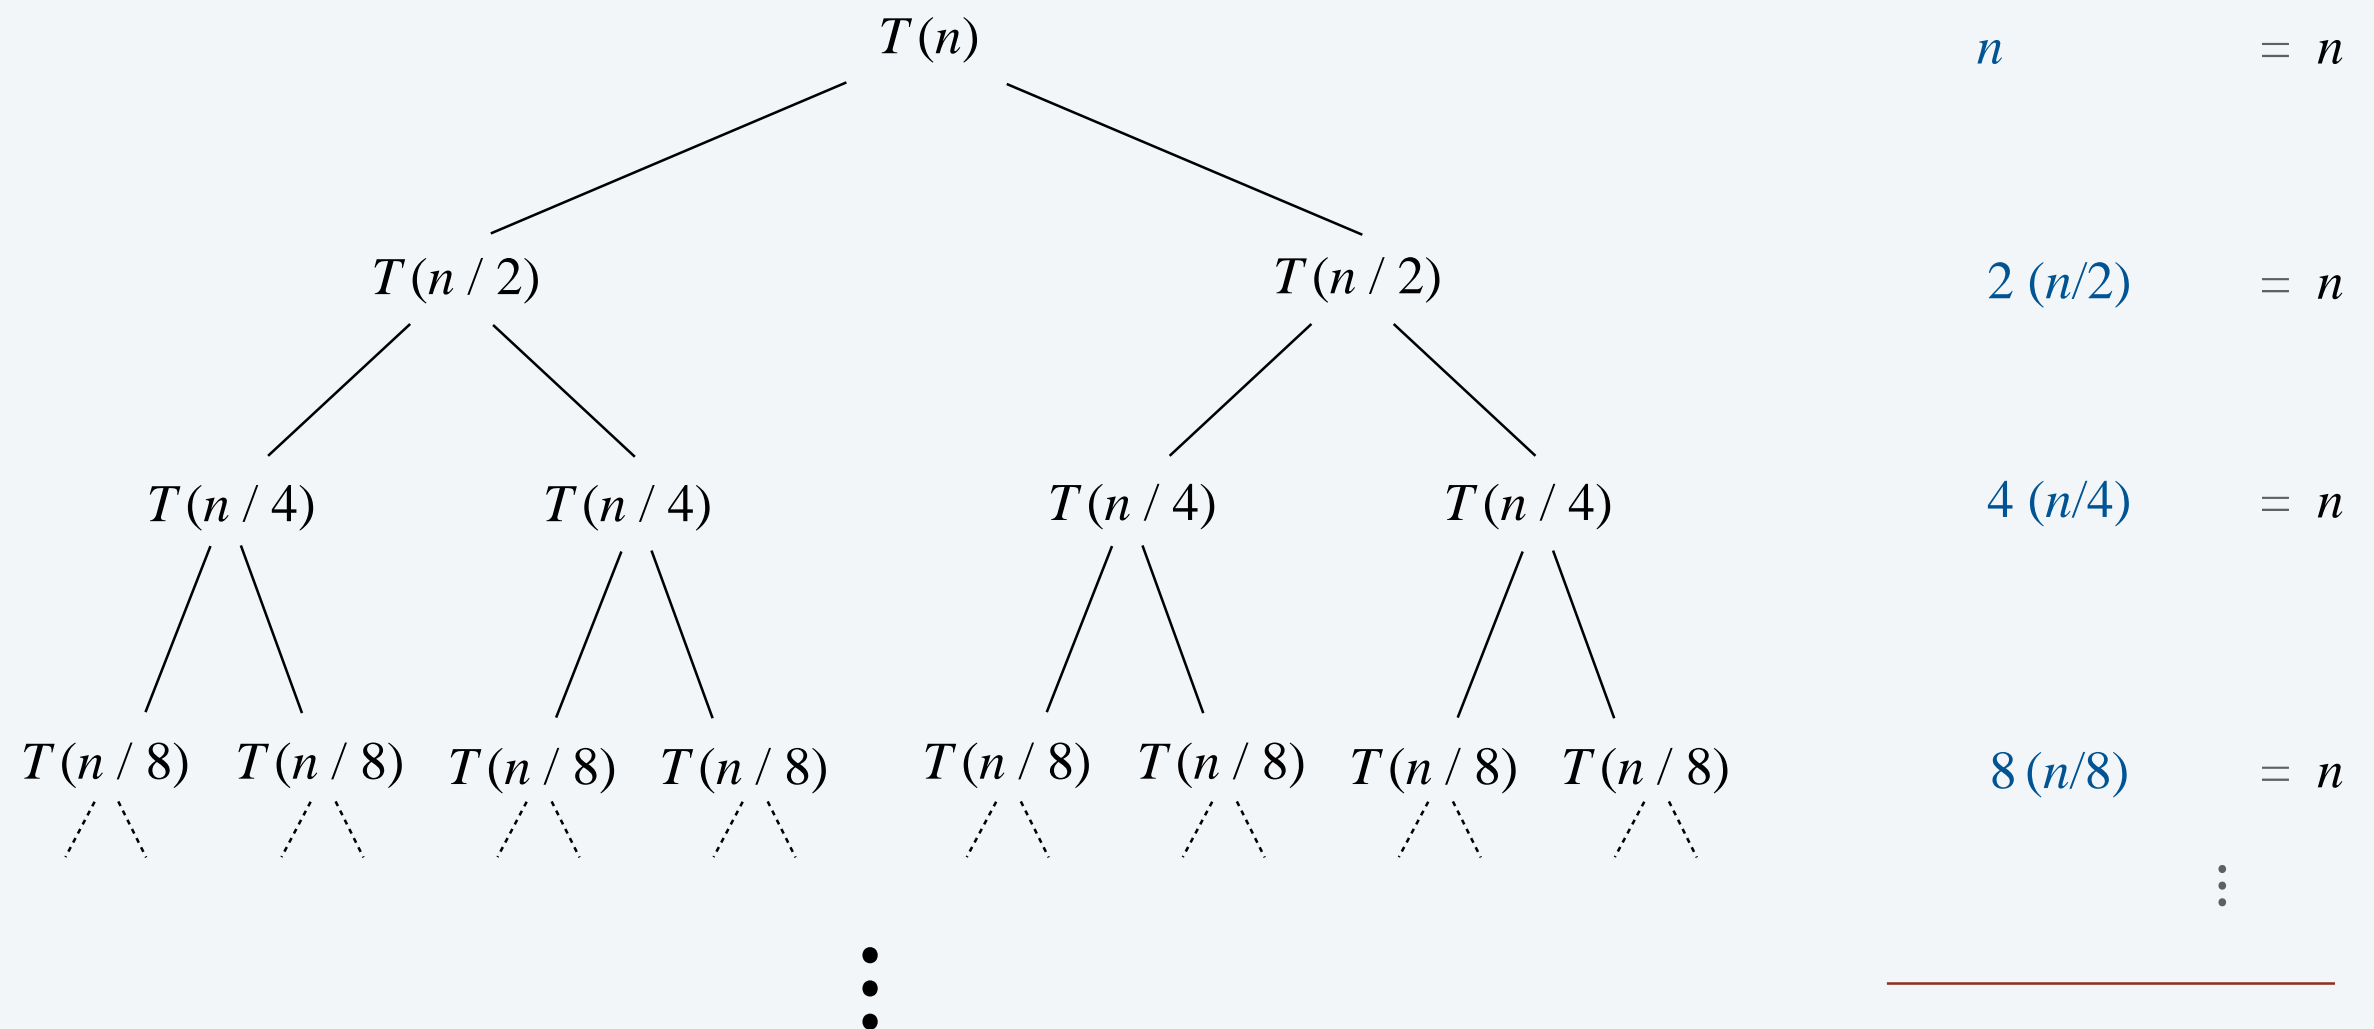 T(n) n = n
T(n / 2) T(n / 2) 2 (n/2) = n
T(n / 4) T(n / 4) T(n / 4) T(n / 4) 4 (n/4) = n
T(n / 8) T(n / 8) T(n / 8) T(n / 8) T(n / 8) T(n / 8) T(n / 8) T(n / 8) 8 (n/8) = n